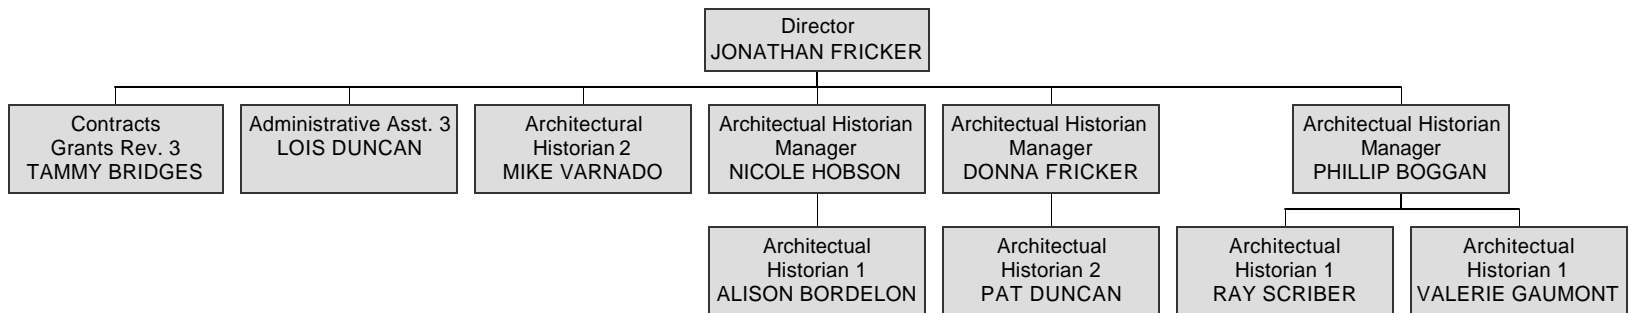 Director
JONATHAN FRICKER
Contracts
Grants Rev. 3
TAMMY BRIDGES
Administrative Asst. 3
LOIS DUNCAN
Architectural
Historian 2
MIKE VARNADO
Architectual Historian
Manager
NICOLE HOBSON
Architectual Historian
Manager
DONNA FRICKER
Architectual Historian
Manager
PHILLIP BOGGAN
Architectual
Historian 1
ALISON BORDELON
Architectual
Historian 2
PAT DUNCAN
Architectual
Historian 1
RAY SCRIBER
Architectual
Historian 1
VALERIE GAUMONT